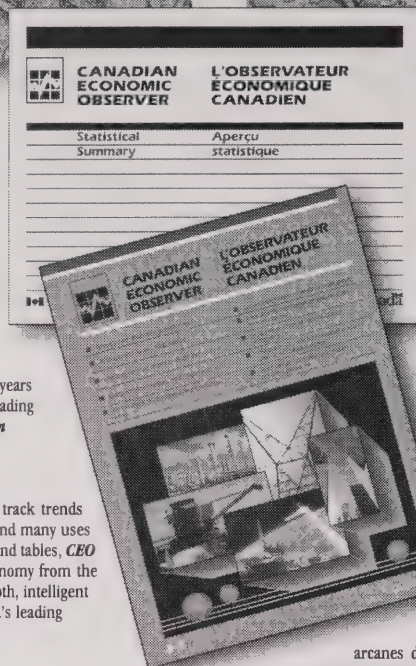 CANADIAN
ECONOMIC
OBSERVER
L'OBSERVATEUR
ÉCONOMIQUE
CANADIEN
Statistical
Summary
Aperçu
statistique
CANADIAN
ECONOMIC
OBSERVER
L'OBSERVATEUR
ÉCONOMIQUE
CANADIEN
years
ading
n
track trends
nd many uses
nd tables, CEO
nomy from the
oth, intelligent
's leading
arcanes d